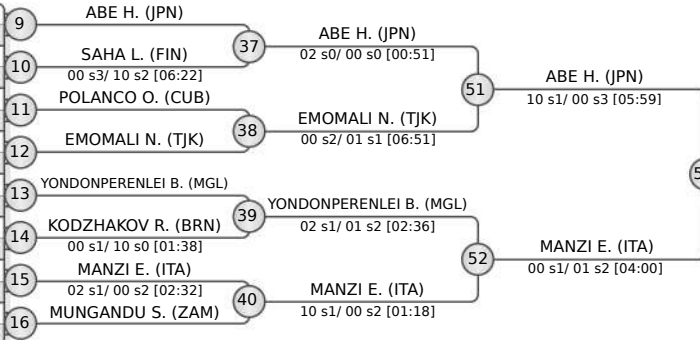 9
ABE H. (JPN)
10
SAHA L. (FIN)
00 s3/ 10 s2 [06:22]
37
ABE H. (JPN)
02 s0/ 00 s0 [00:51]
11
POLANCO O. (CUB)
12
EMOMALI N. (TJK)
38
EMOMALI N. (TJK)
00 s2/ 01 s1 [06:51]
51
ABE H. (JPN)
10 s1/ 00 s3 [05:59]
13
YONDONPERENLEI B. (MGL)
14
KODZHAKOV R. (BRN)
00 s1/ 10 s0 [01:38]
39
YONDONPERENLEI B. (MGL)
02 s1/ 01 s2 [02:36]
15
MANZI E. (ITA)
02 s1/ 00 s2 [02:32]
16
MUNGANDU S. (ZAM)
40
MANZI E. (ITA)
10 s1/ 00 s2 [01:18]
52
MANZI E. (ITA)
00 s1/ 01 s2 [04:00]